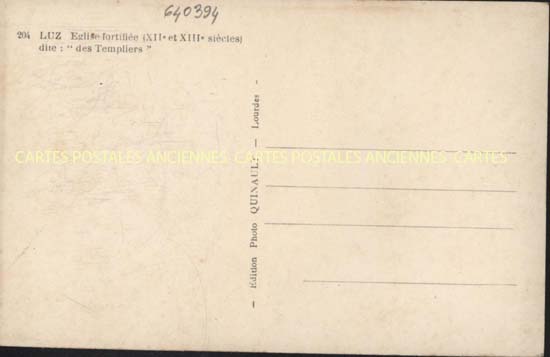 640394
204 LUZ Eglise fortifiée (XIIe et XIIIe siècles)
dite : " des Templiers "
CARTES POSTALES ANCIENNES CARTES POSTALES ANCIENNES CARTES
— Edition Photo QUINAULT — Lourdes -